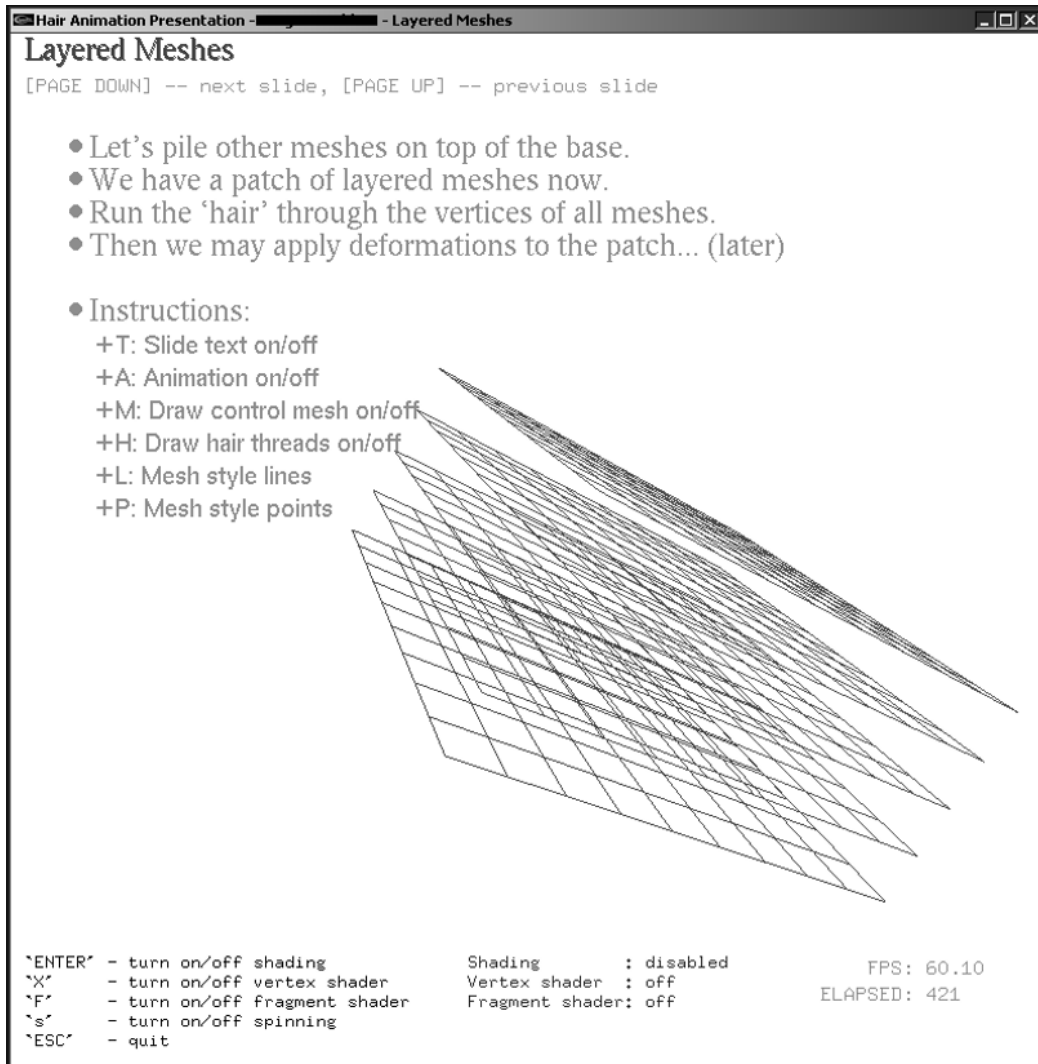 Hair Animation Presentation - - Layered Meshes
Layered Meshes
[PAGE DOWN] -- next slide, [PAGE UP] -- previous slide
• Let's pile other meshes on top of the base.
• We have a patch of layered meshes now.
• Run the ‘hair’ through the vertices of all meshes.
• Then we may apply deformations to the patch... (later)
• Instructions:
+T: Slide text on/off
+A: Animation on/off
+M: Draw control mesh on/off
+H: Draw hair threads on/off
+L: Mesh style lines
+P: Mesh style points
`ENTER´ - turn on/off shading Shading : disabled
`X´ - turn on/off vertex shader Vertex shader : off
`F´ - turn on/off fragment shader Fragment shader: off
`s´ - turn on/off spinning
`ESC´ - quit
FPS: 60.10
ELAPSED: 421